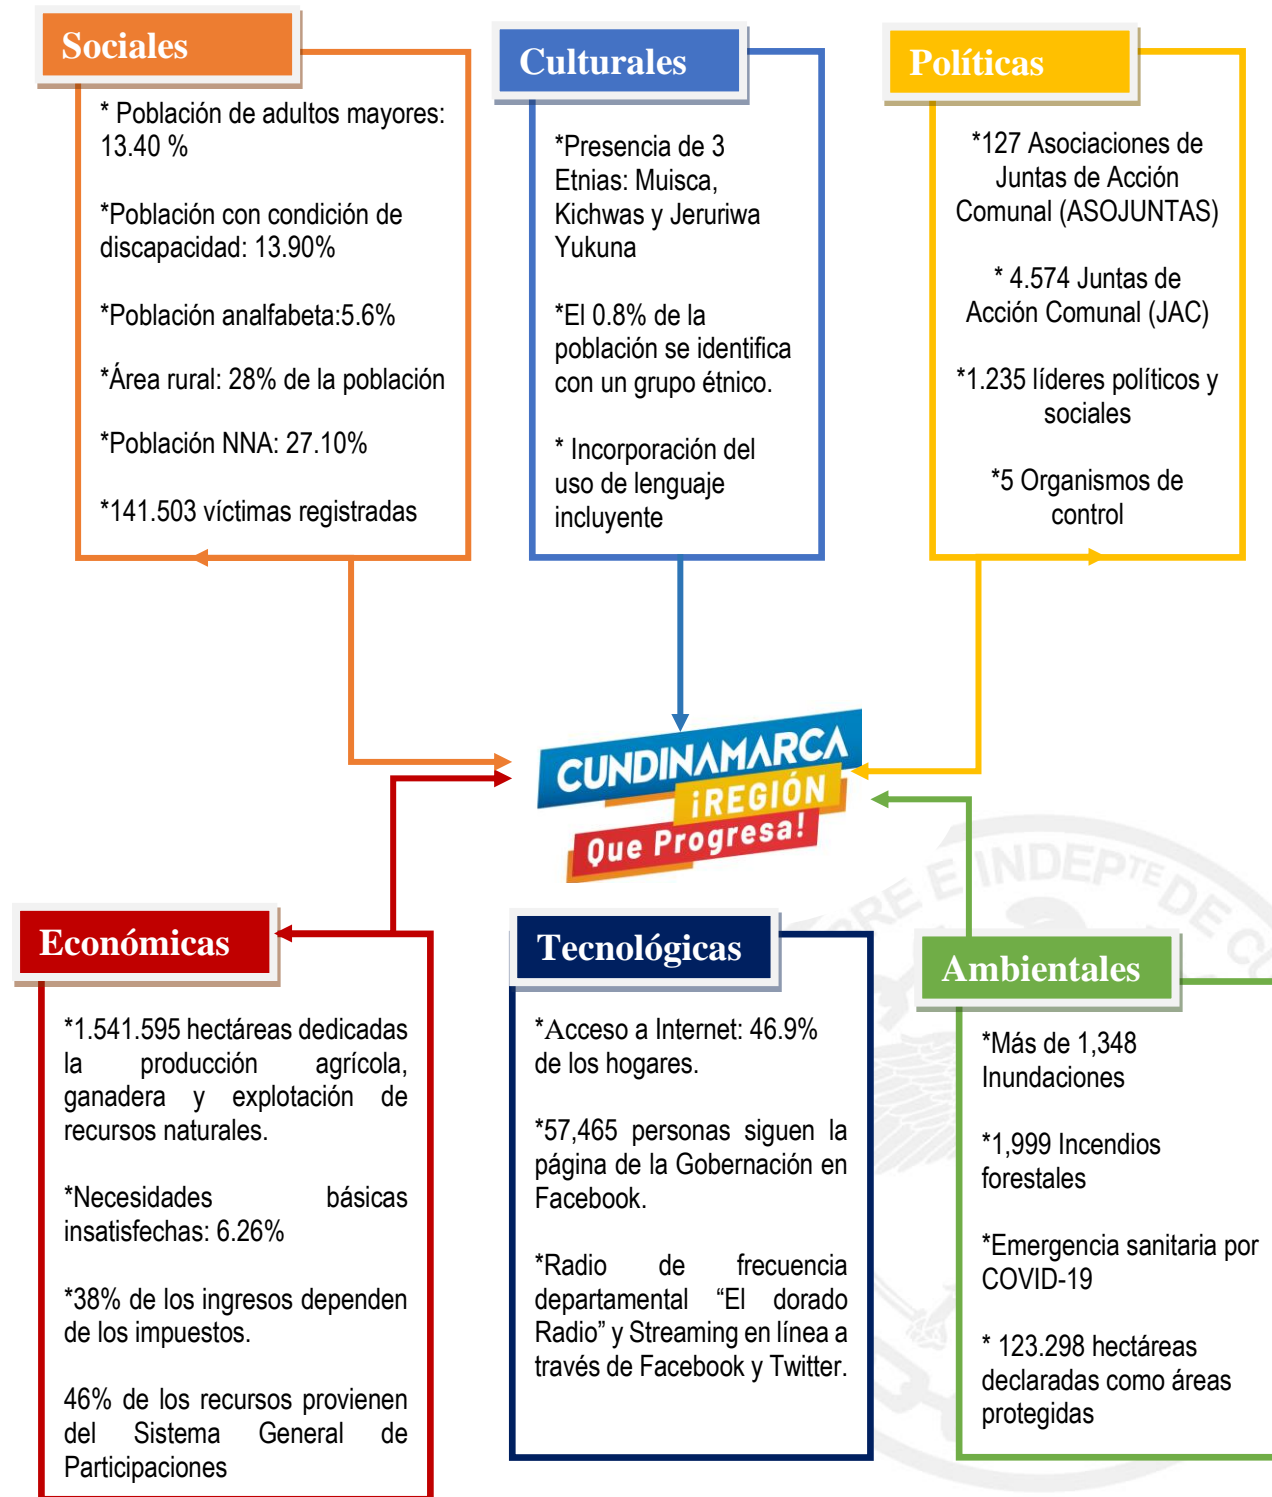 Sociales
* Población de adultos mayores:
13.40 %
*Población con condición de
discapacidad: 13.90%
*Población analfabeta:5.6%
*Área rural: 28% de la población
*Población NNA: 27.10%
*141.503 víctimas registradas
Culturales
*Presencia de 3
Etnias: Muisca,
Kichwas y Jeruriwa
Yukuna
*El 0.8% de la
población se identifica
con un grupo étnico.
* Incorporación del
uso de lenguaje
incluyente
Políticas
*127 Asociaciones de
Juntas de Acción
Comunal (ASOJUNTAS)
* 4.574 Juntas de
Acción Comunal (JAC)
*1.235 líderes políticos y
sociales
*5 Organismos de
control
CUNDINAMARCA
¡REGIÓN
Que Progresa!
Económicas
*1.541.595 hectáreas dedicadas
la producción agrícola,
ganadera y explotación de
recursos naturales.
*Necesidades básicas
insatisfechas: 6.26%
*38% de los ingresos dependen
de los impuestos.
46% de los recursos provienen
del Sistema General de
Participaciones
Tecnológicas
*Acceso a Internet: 46.9%
de los hogares.
*57,465 personas siguen la
página de la Gobernación en
Facebook.
*Radio de frecuencia
departamental “El dorado
Radio” y Streaming en línea a
través de Facebook y Twitter.
Ambientales
*Más de 1,348
Inundaciones
*1,999 Incendios
forestales
*Emergencia sanitaria por
COVID-19
* 123.298 hectáreas
declaradas como áreas
protegidas
E INDEPTE DE